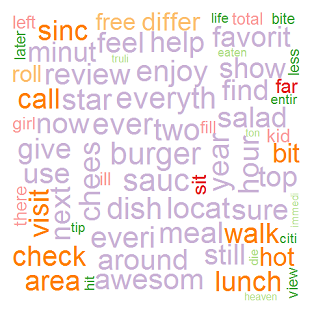 left sinc free differ life total bite
later minut feel help favorit
truli eaten show less
roll review enjoy find far
call star everyth entir
girl now ever two fill salad kid
give burger year hour bit
use chees ill sauc sit top
there visit next dish locat sure
tip everi meal walk citi
check around still die hot
area hit awesom lunch view
ton immedi heaven